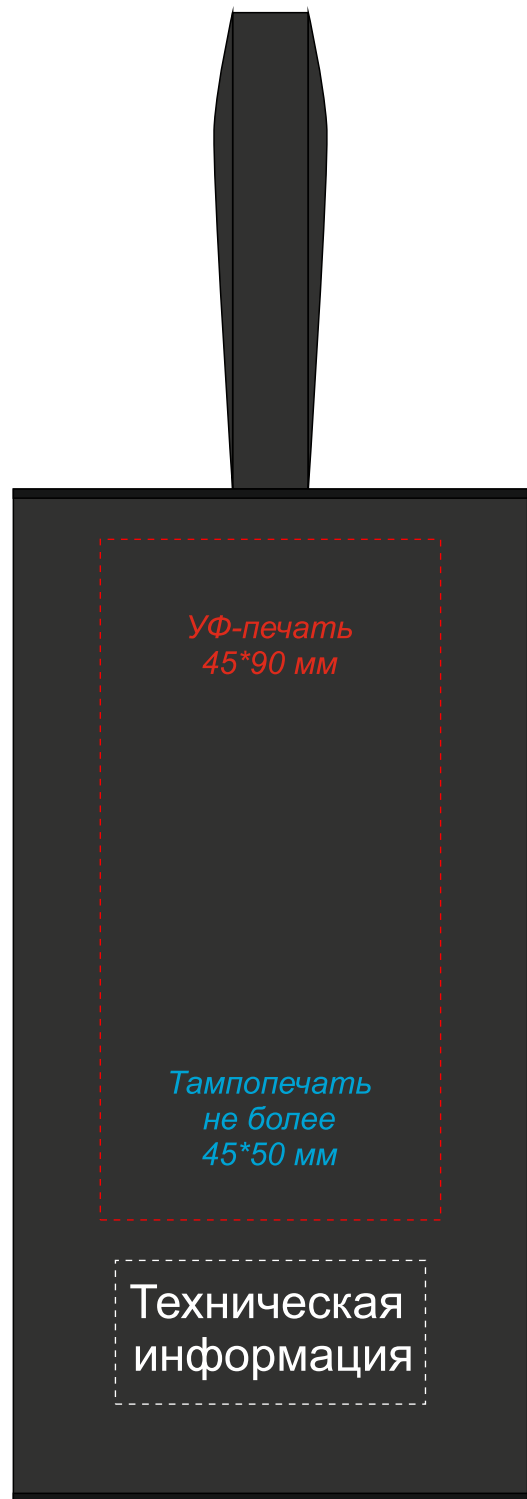 УФ-печать
45*90 мм
Тампопечать
не более
45*50 мм
Техническая
информация